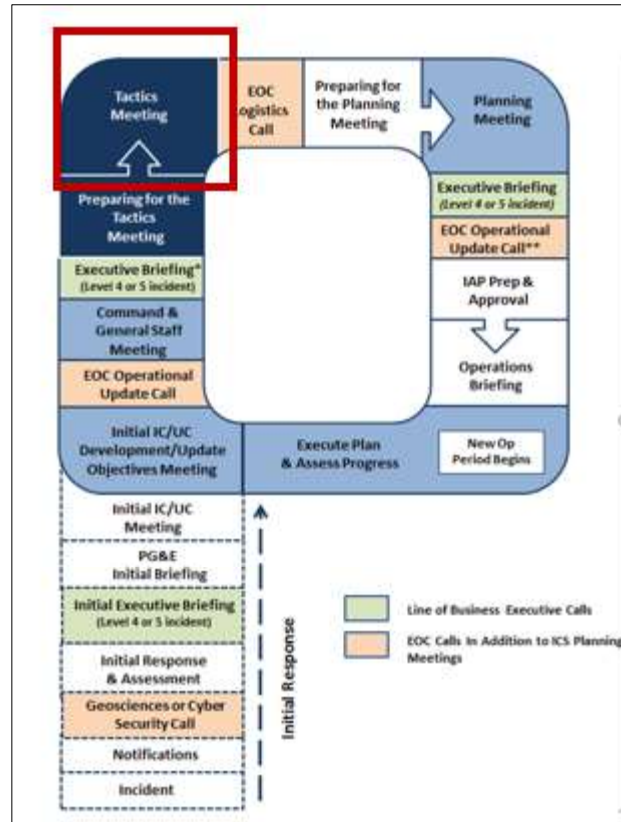 Tactics
Meeting
EOC
Logistics
Call
Preparing for
the Planning
Meeting
Planning
Meeting
Preparing for the
Tactics
Meeting
Executive Briefing*
(Level 4 or 5 incident)
Command &
General Staff
Meeting
EOC Operational
Update Call
Initial IC/UC
Development/Update
Objectives Meeting
Executive Briefing
(Level 4 or 5 incident)
EOC Operational
Update Call**
IAP Prep &
Approval
Operations
Briefing
Execute Plan
& Assess Progress
New Op
Period Begins
Initial IC/UC
Meeting
PG&E
Initial Briefing
Initial Executive Briefing
(Level 4 or 5 incident)
Initial Response
& Assessment
Geosciences or Cyber
Security Call
Notifications
Incident
Initial Response
Line of Business Executive Calls
EOC Calls In Addition to ICS Planning
Meetings